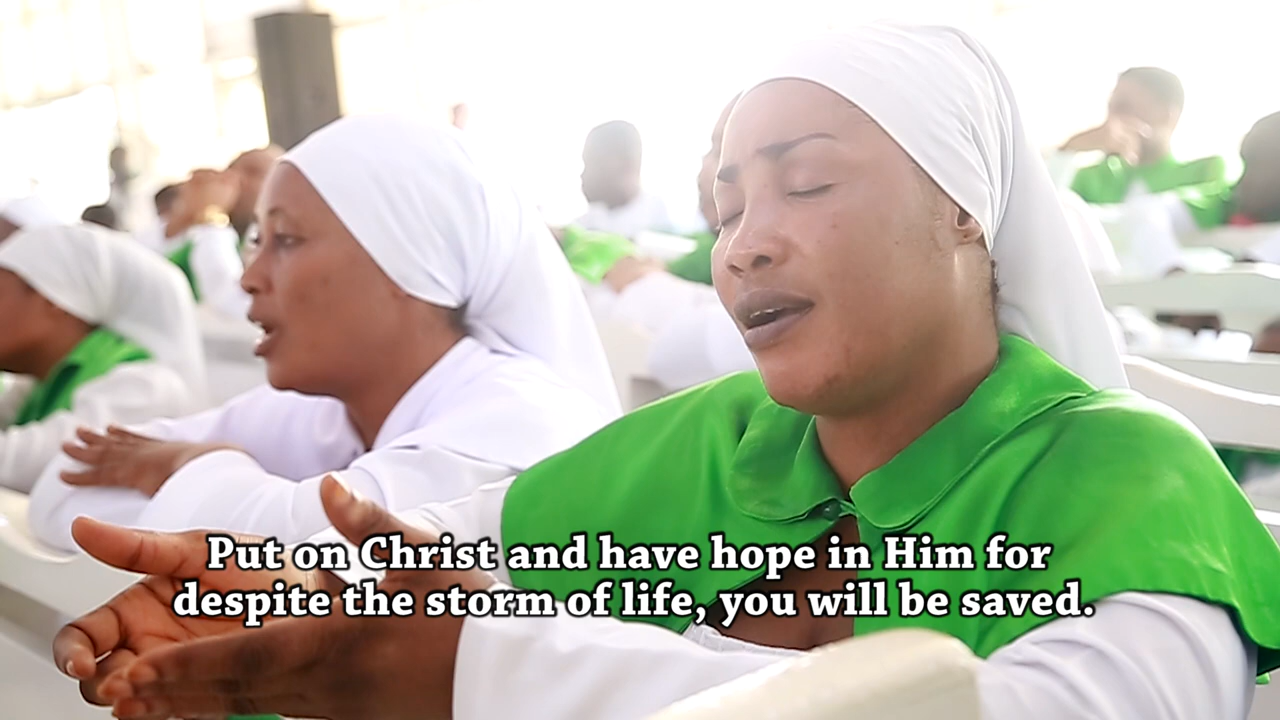 Put on Christ and have hope in Him for
despite the storm of life, you will be saved.